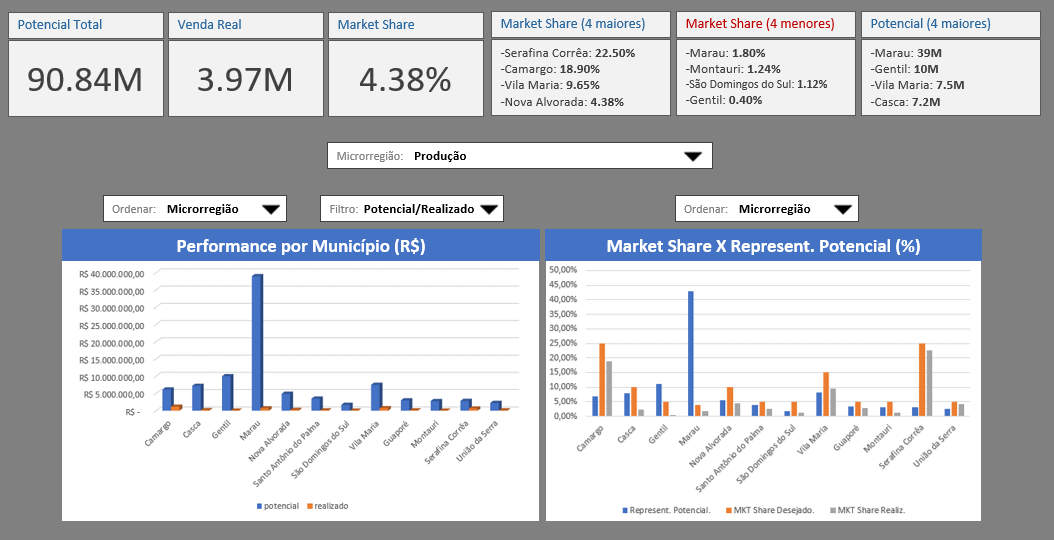 Potencial Total
90.84M
Venda Real
3.97M
Market Share
4.38%
Market Share (4 maiores)
-Serafina Corrêa: 22.50%
-Camargo: 18.90%
-Vila Maria: 9.65%
-Nova Alvorada: 4.38%
Market Share (4 menores)
-Marau: 1.80%
-Montauri: 1.24%
-São Domingos do Sul: 1.12%
-Gentil: 0.40%
Potencial (4 maiores)
-Marau: 39M
-Gentil: 10M
-Vila Maria: 7.5M
-Casca: 7.2M
Microrregião: Produção
Ordenar: Microrregião
Filtro: Potencial/Realizado
Ordenar: Microrregião
Performance por Município (R$)
R$ 40.000.000,00
R$ 35.000.000,00
R$ 30.000.000,00
R$ 25.000.000,00
R$ 20.000.000,00
R$ 15.000.000,00
R$ 10.000.000,00
R$ 5.000.000,00
R$ -
Camargo
Casca
Gentil
Marau
Nova Alvorada
Santo Antônio do Palma
São Domingos do Sul
Vila Maria
Guaporé
Montauri
Serafina Corrêa
União da Serra
potencial
realizado
Market Share X Represent. Potencial (%)
50,00%
45,00%
40,00%
35,00%
30,00%
25,00%
20,00%
15,00%
10,00%
5,00%
0,00%
Camargo
Casca
Gentil
Marau
Nova Alvorada
Santo Antônio do Palma
São Domingos do Sul
Vila Maria
Guaporé
Montauri
Serafina Corrêa
União da Serra
Represent. Potencial.
MKT Share Desejado.
MKT Share Realiz.